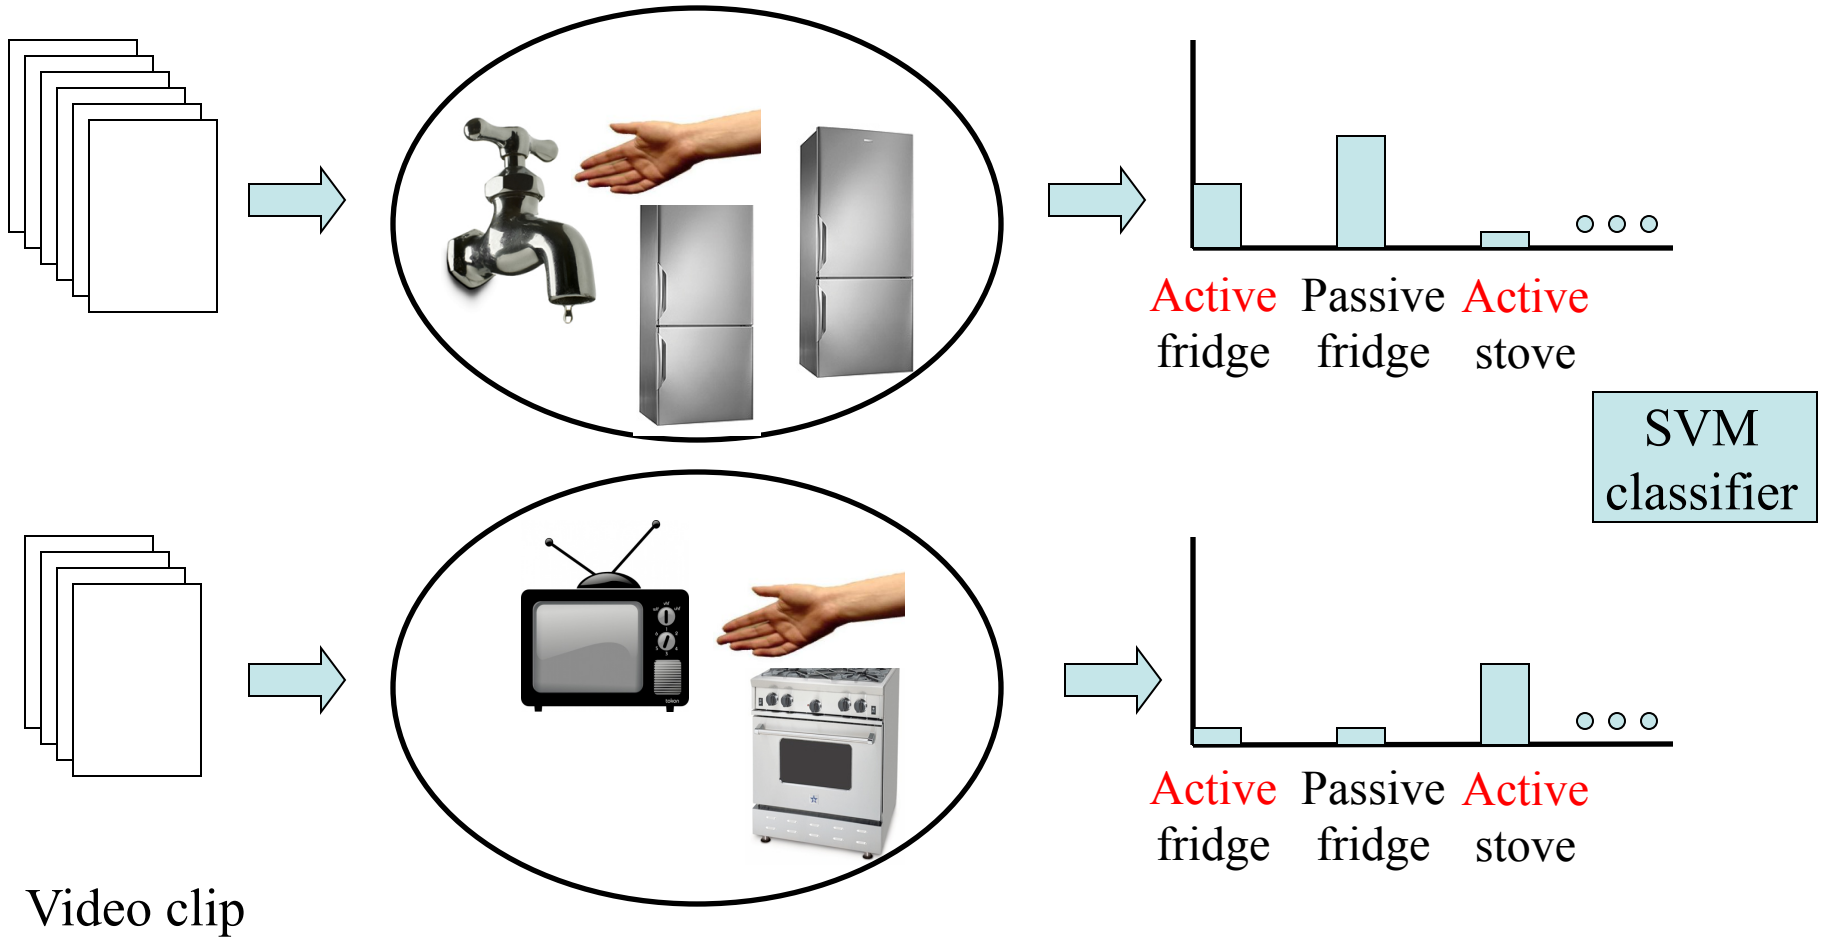 Active Passive Active
fridge fridge stove
SVM
classifier
Active Passive Active
fridge fridge stove
Video clip